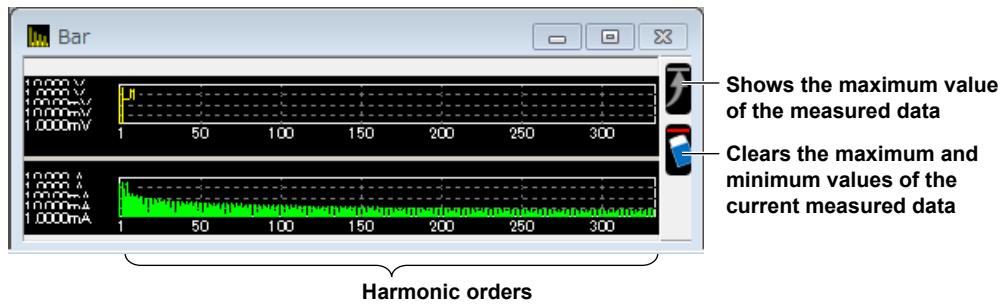 Bar
10.000 V
1.0000 V
100.00mV
10.000mV
1.0000mV
1 50 100 150 200 250 300
10.000 A
1.0000 A
100.00mA
10.000mA
1.0000mA
1 50 100 150 200 250 300
Shows the maximum value
of the measured data
Clears the maximum and
minimum values of the
current measured data
Harmonic orders